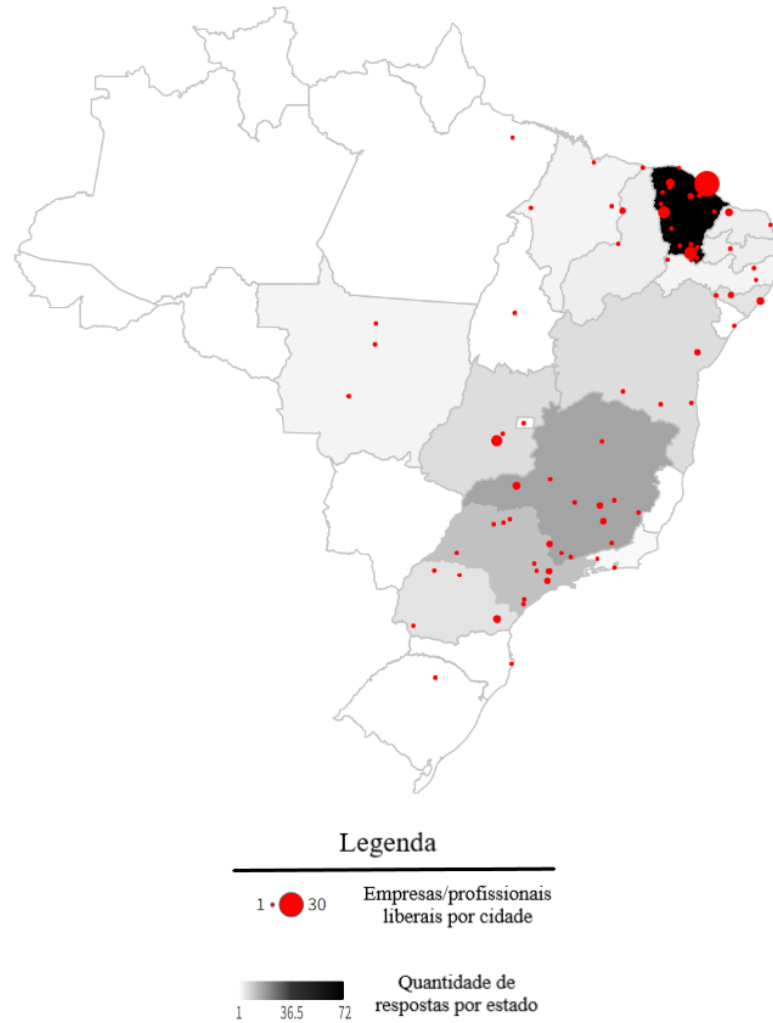 Legenda
1 30 Empresas/profissionais
liberais por cidade
Quantidade de
respostas por estado
1 36.5 72